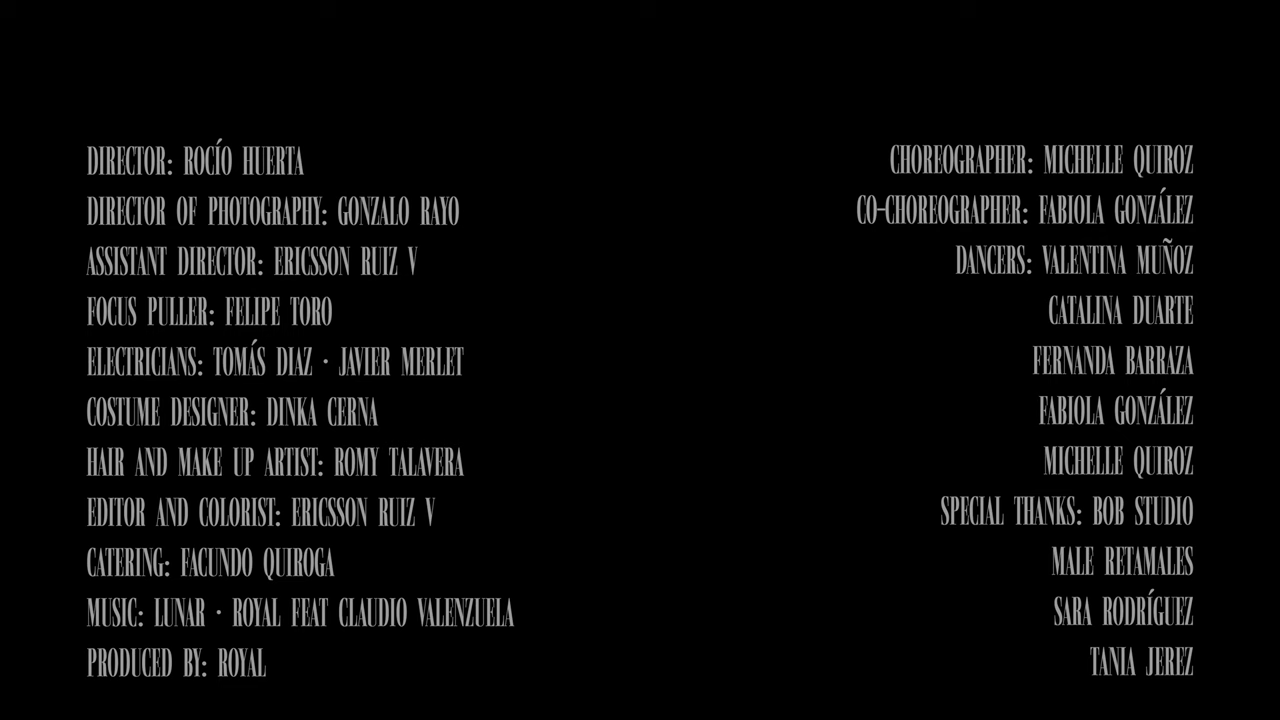 DIRECTOR: ROCÍO HUERTA
DIRECTOR OF PHOTOGRAPHY: GONZALO RAYO
ASSISTANT DIRECTOR: ERICSSON RUIZ V
FOCUS PULLER: FELIPE TORO
ELECTRICIANS: TOMÁS DIAZ · JAVIER MERLET
COSTUME DESIGNER: DINKA CERNA
HAIR AND MAKE UP ARTIST: ROMY TALAVERA
EDITOR AND COLORIST: ERICSSON RUIZ V
CATERING: FACUNDO QUIROGA
MUSIC: LUNAR · ROYAL FEAT CLAUDIO VALENZUELA
PRODUCED BY: ROYAL
CHOREOGRAPHER: MICHELLE QUIROZ
CO-CHOREOGRAPHER: FABIOLA GONZÁLEZ
DANCERS: VALENTINA MUÑOZ
CATALINA DUARTE
FERNANDA BARRAZA
FABIOLA GONZÁLEZ
MICHELLE QUIROZ
SPECIAL THANKS: BOB STUDIO
MALE RETAMALES
SARA RODRÍGUEZ
TANIA JEREZ